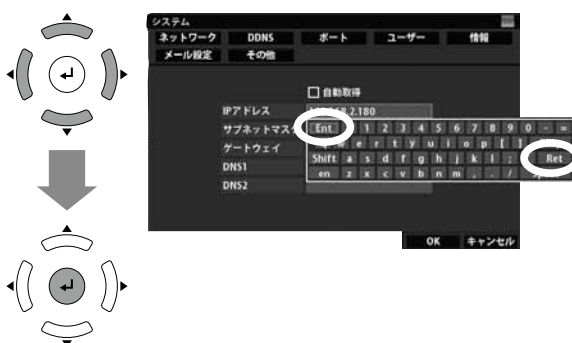 システム
ネットワーク DDNS ポート ユーザー 情報
メール設定 その他
自動取得
IPアドレス 8.2.180
サブネットマスク Ent 1 2 3 4 5 6 7 8 9 0 - =
ゲートウェイ e r t y u i o p [
DNS1 Shift a s d f g h j k l ; Ret
DNS2 en z x c v b n m , . /
OK キャンセル